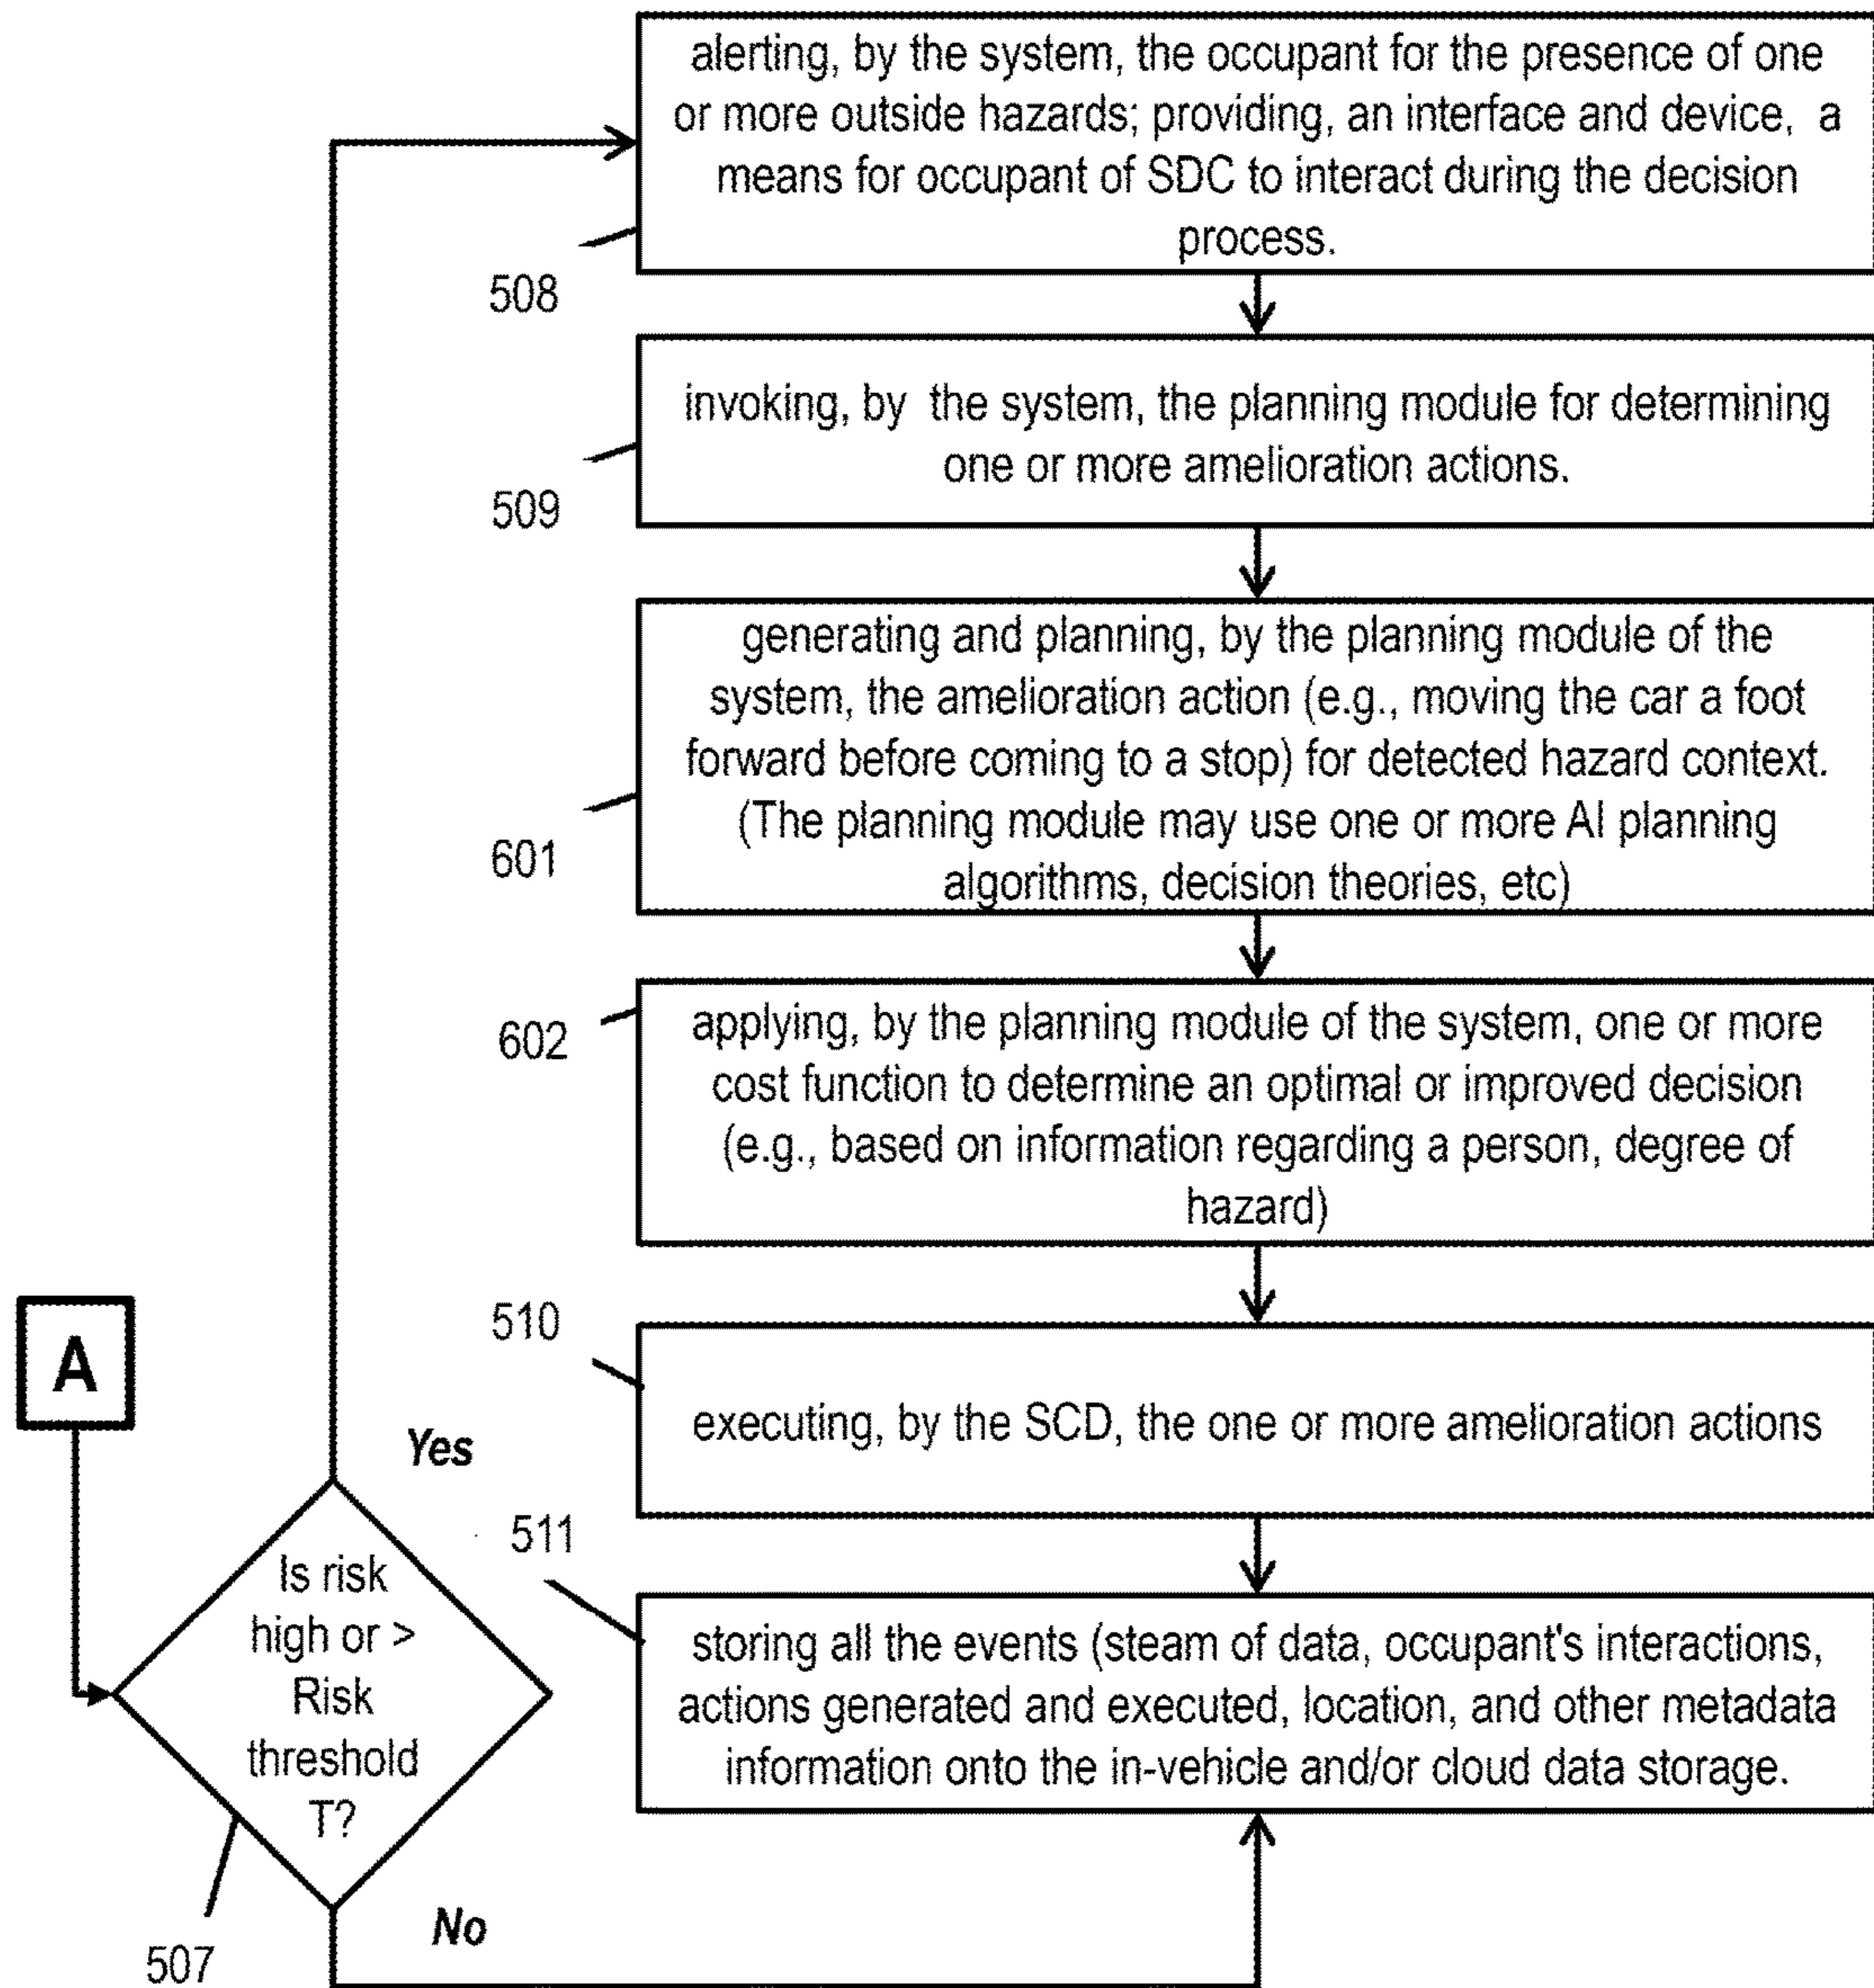 alerting, by the system, the occupant for the presence of one
or more outside hazards; providing, an interface and device, a
means for occupant of SDC to interact during the decision
process.
508
invoking, by the system, the planning module for determining
one or more amelioration actions.
509
generating and planning, by the planning module of the
system, the amelioration action (e.g., moving the car a foot
forward before coming to a stop) for detected hazard context.
(The planning module may use one or more AI planning
algorithms, decision theories, etc)
601
applying, by the planning module of the system, one or more
cost function to determine an optimal or improved decision
(e.g., based on information regarding a person, degree of
hazard)
602
510
executing, by the SCD, the one or more amelioration actions
A
Yes
511
Is risk
high or >
Risk
threshold
T?
storing all the events (steam of data, occupant's interactions,
actions generated and executed, location, and other metadata
information onto the in-vehicle and/or cloud data storage.
No
507